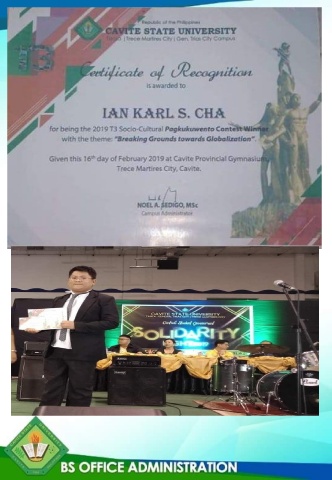 Republic of the Philippines
CAVITE STATE UNIVERSITY
(Trece Martires City) Gen. Trias City Campus
Certificate of Recognition
is awarded to
IAN KARL S. CHA
for being the 2019 T3 Socio-Cultural Pagkukuwento Contest Winner
with the theme: "Breaking Grounds towards Globalization"
Given this 16th day of February 2019 at Cavite Provincial Gymnasium,
Trece Martires City, Cavite.
NOEL A. SEDIGO, MSc
Campus Administrator
CAVITE STATE UNIVERSITY
SOLIDARITY
BS OFFICE ADMINISTRATION